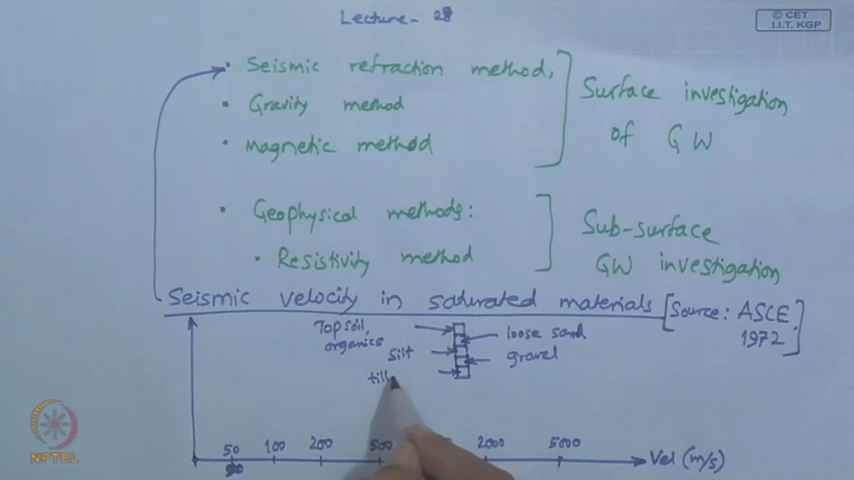 Lecture - 28
© CET
I.I.T. KGP
• Seismic refraction method,
• Gravity method
• Magnetic method
Surface investigation
of GW
• Geophysical methods:
• Resistivity method
Sub-surface
GW investigation
Seismic velocity in saturated materials [Source: ASCE 1972]
Top soil,
organics
loose sand
silt
gravel
till
50 100 200 500 2000 5000 Vel (m/s)
NPTEL